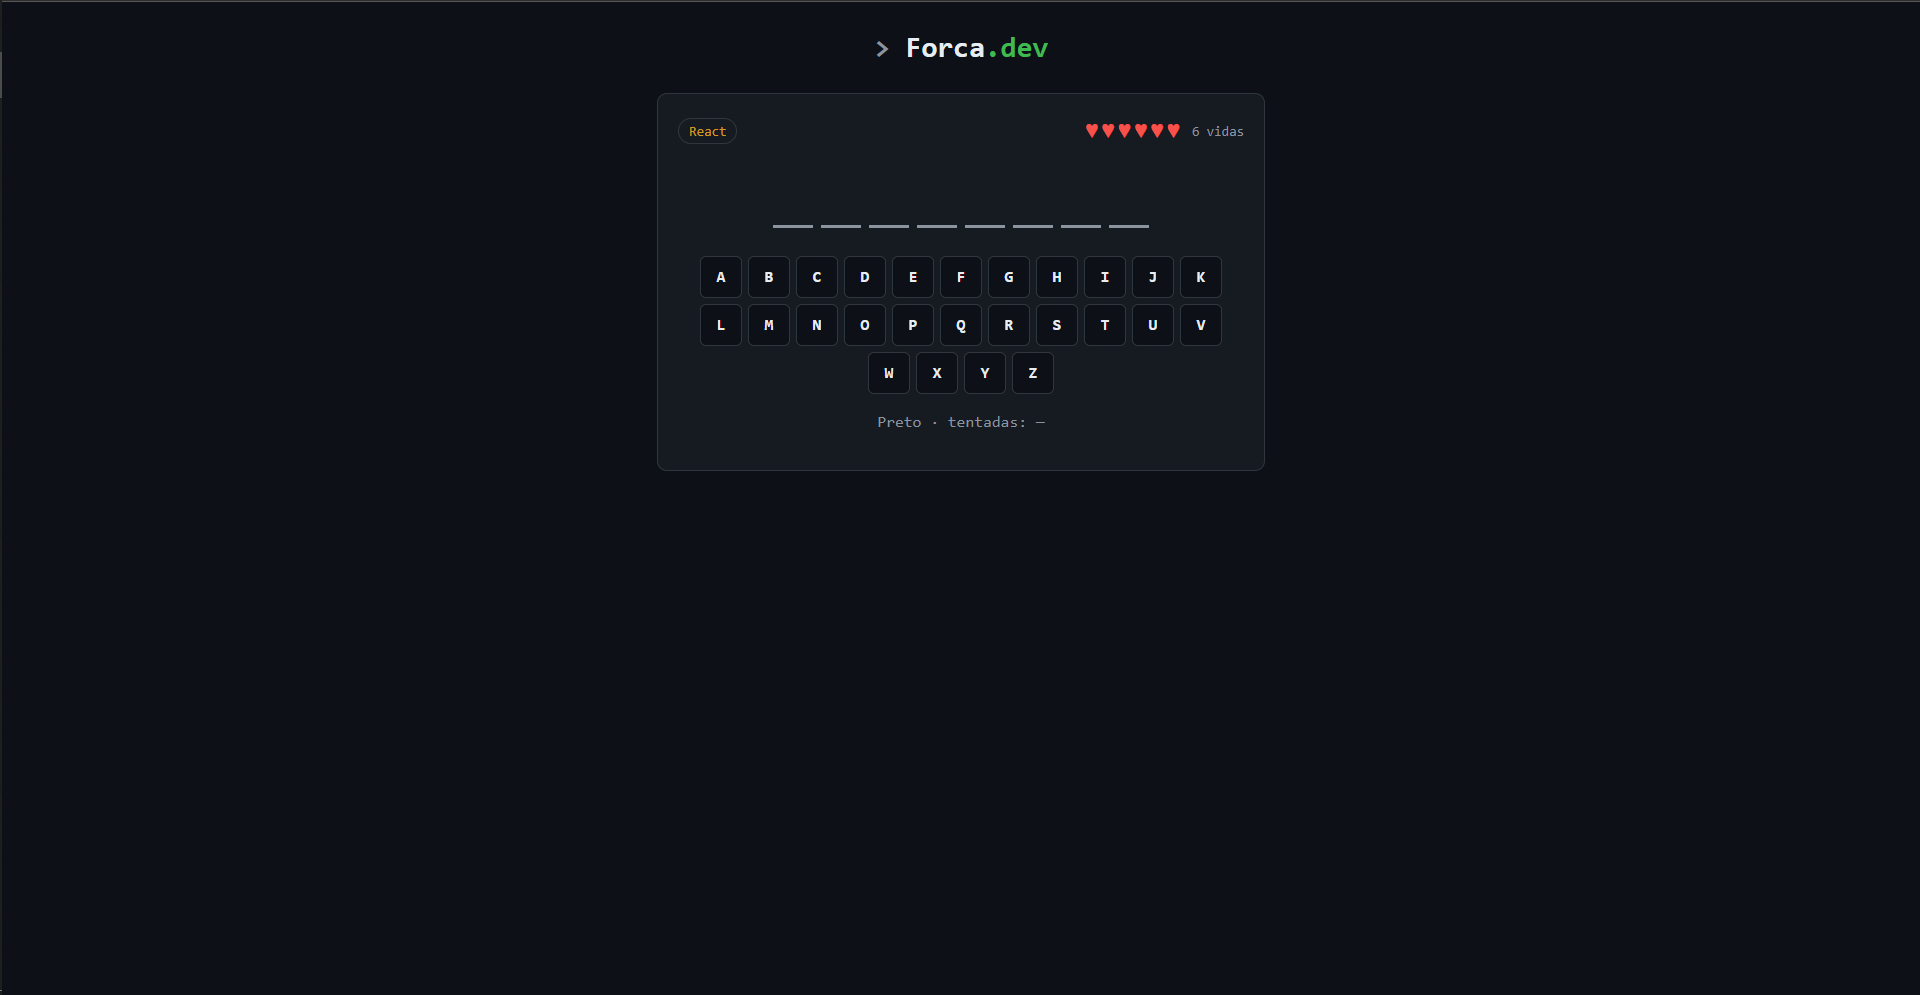 > Forca.dev
React ♥♥♥♥♥♥ 6 vidas
A B C D E F G H I J K
L M N O P Q R S T U V
W X Y Z
Preto · tentadas: —